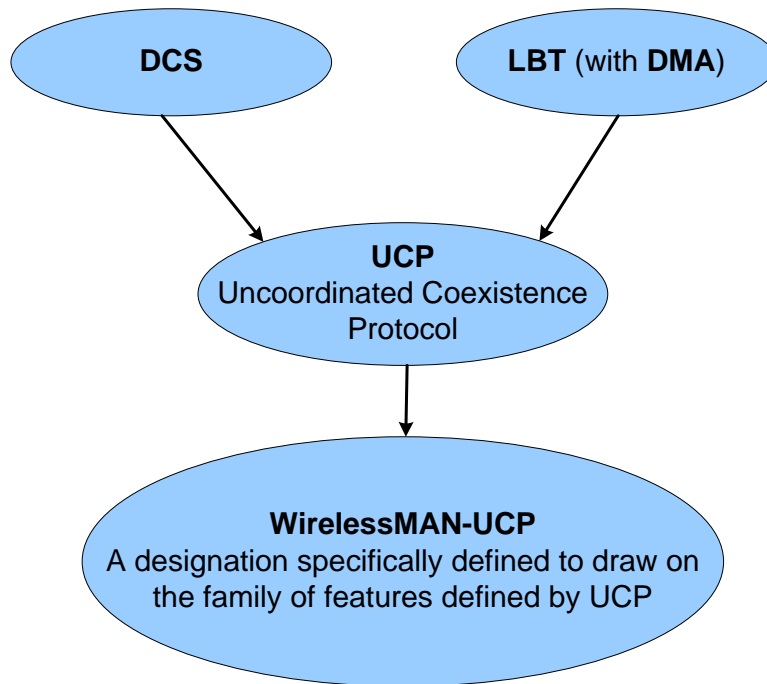 DCS
LBT (with DMA)
UCP
Uncoordinated Coexistence
Protocol
WirelessMAN-UCP
A designation specifically defined to draw on
the family of features defined by UCP